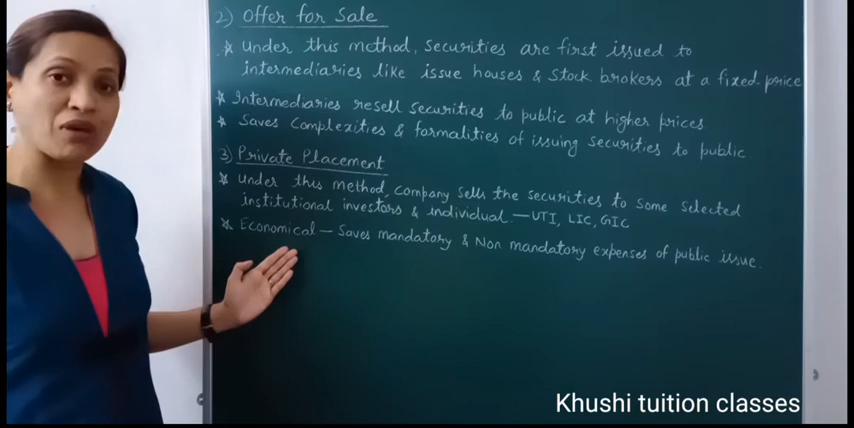 2) Offer for Sale
* Under this method, securities are first issued to
intermediaries like issue houses & Stock brokers at a fixed price
* Intermediaries resell securities to public at higher prices
* Saves Complexities & formalities of issuing securities to public
3) Private Placement
* Under this method, Company sells the securities to some selected
institutional investors & individual — UTI, LIC, GIC
* Economical — Saves mandatory & Non mandatory expenses of public issue.
Khushi tuition classes